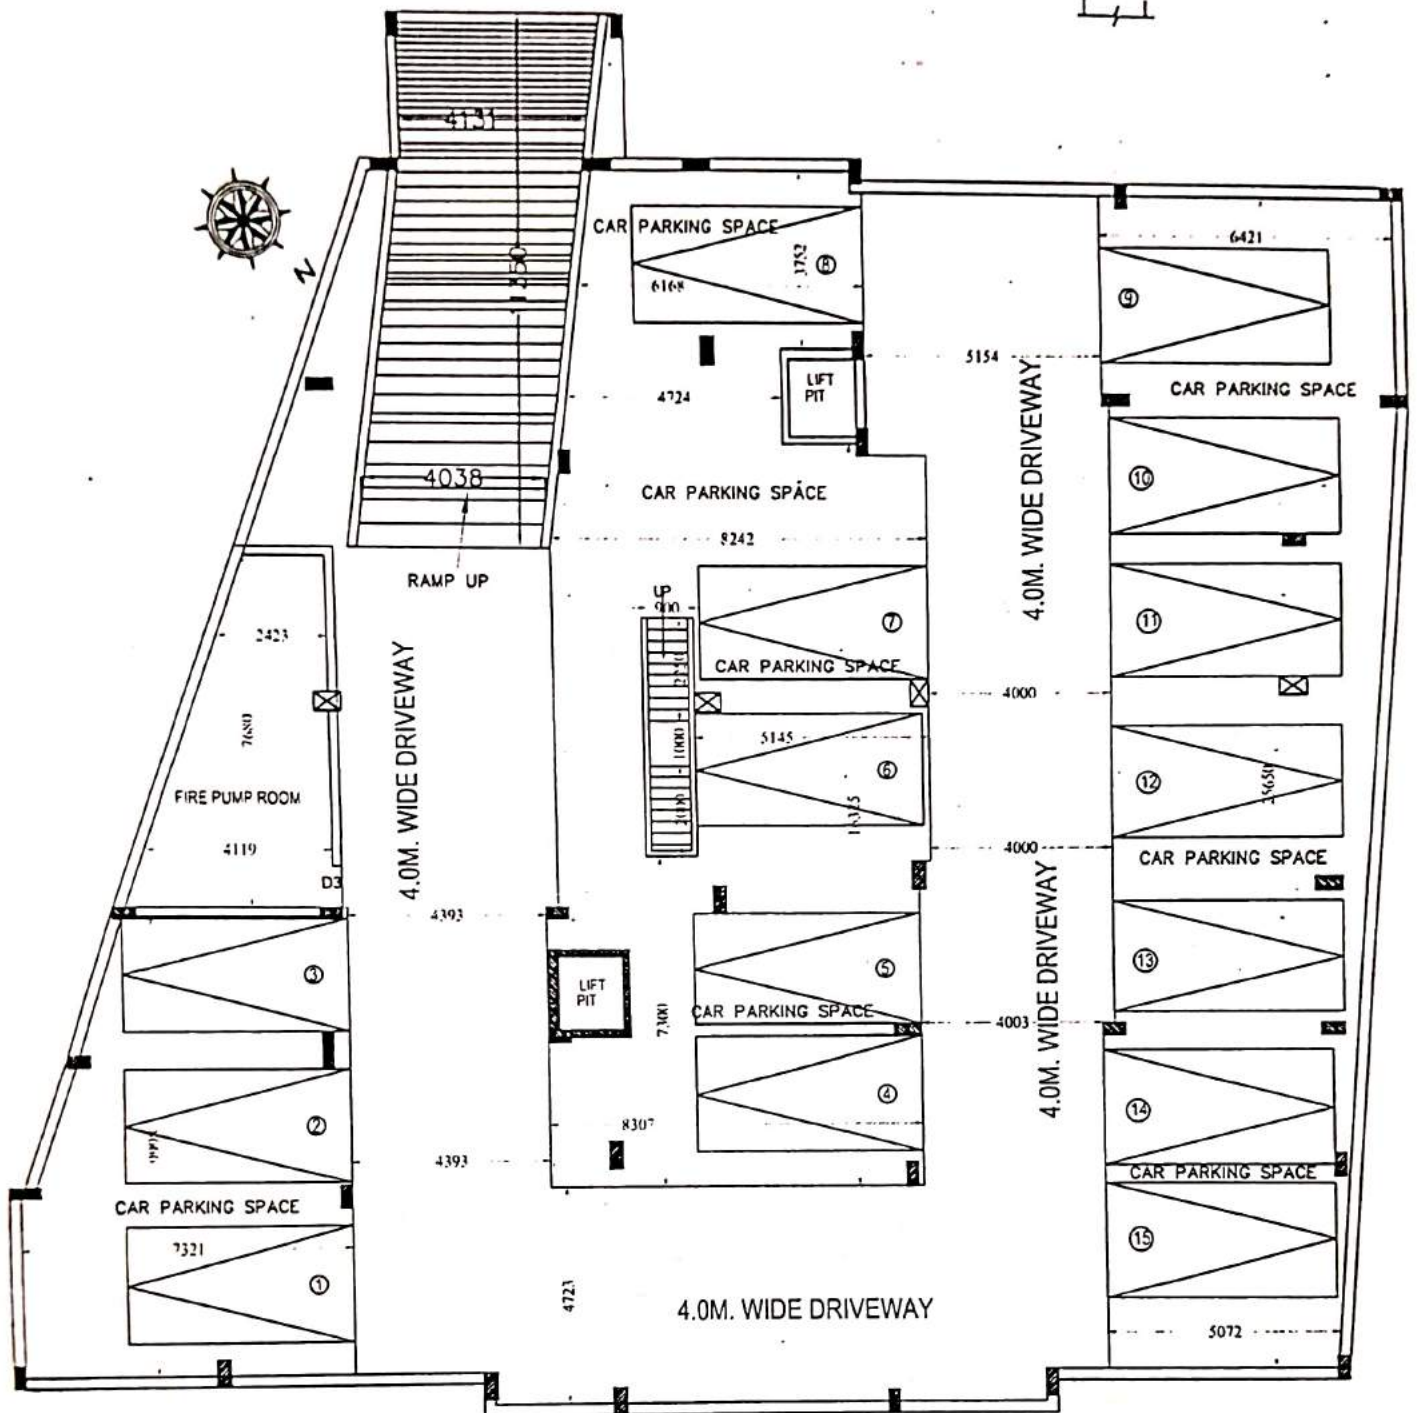 4131
CAR PARKING SPACE
3752
8
6168
6421
9
N
5154
LIFT
PIT
4724
CAR PARKING SPACE
4.0M. WIDE DRIVEWAY
10
4038
CAR PARKING SPACE
8242
RAMP UP
UP
900
7
11
2423
CAR PARKING SPACE
4000
4.0M. WIDE DRIVEWAY
7680
1000
5145
6
12
FIRE PUMP ROOM
4119
4000
CAR PARKING SPACE
D3
4.0M. WIDE DRIVEWAY
4393
3
LIFT
PIT
5
13
7300
CAR PARKING SPACE
4003
2
4
14
8307
4393
CAR PARKING SPACE
CAR PARKING SPACE
7321
15
1
4723
4.0M. WIDE DRIVEWAY
5072